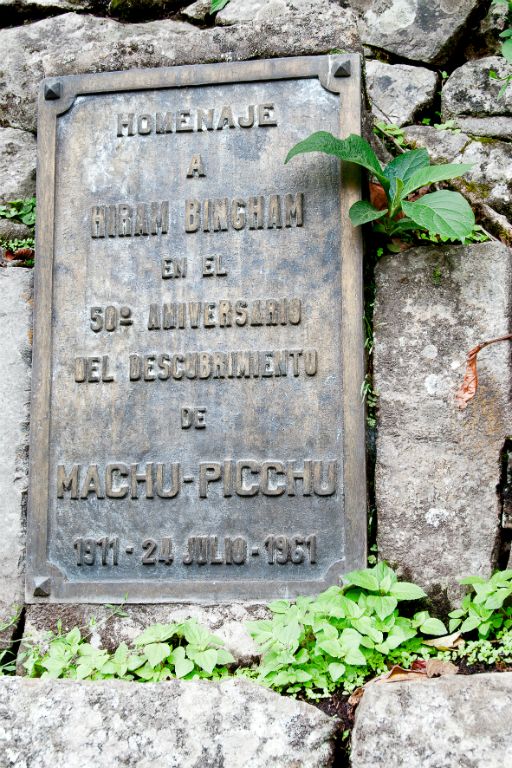 HOMENAJE
A
HIRAM BINGHAM
EN EL
50º ANIVERSARIO
DEL DESCUBRIMIENTO
DE
MACHU-PICCHU
1911-24 JULIO-1961